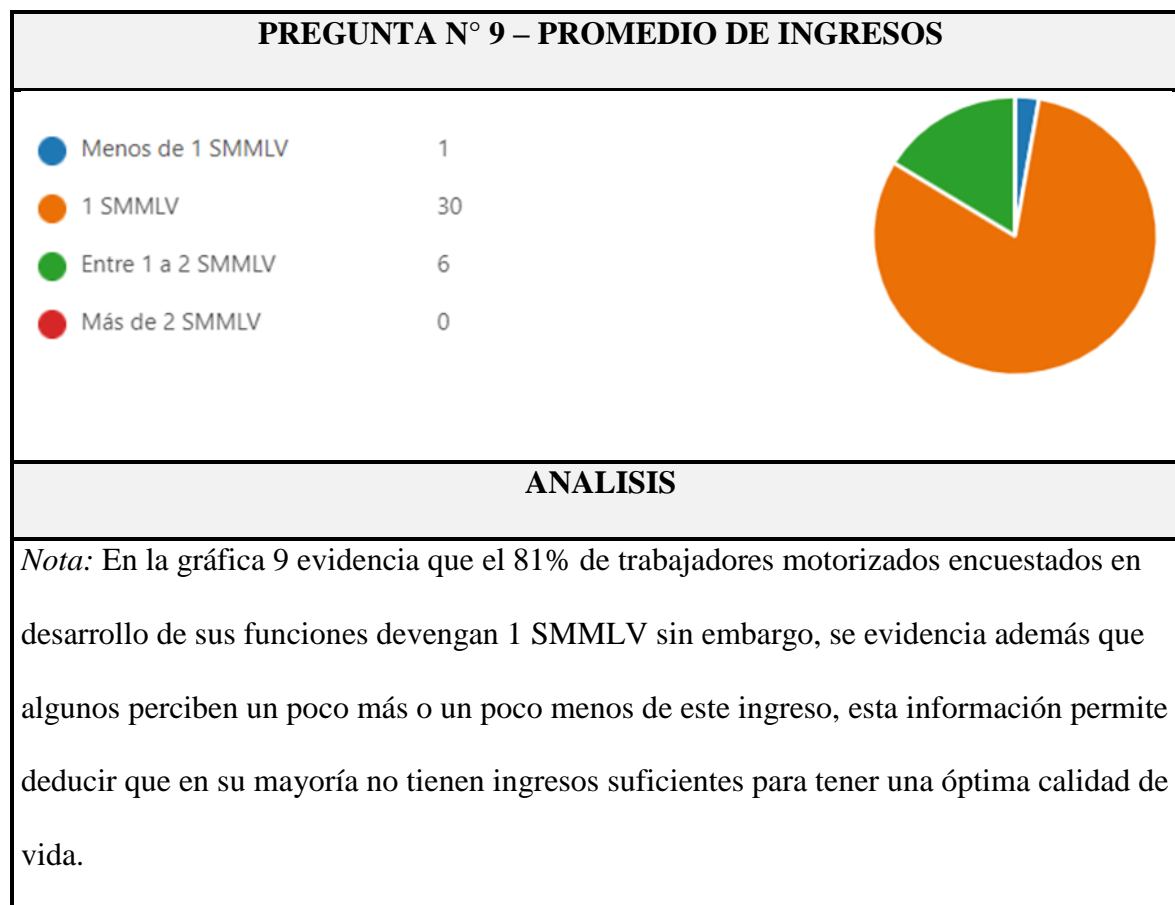 PREGUNTA N° 9 – PROMEDIO DE INGRESOS
Menos de 1 SMMLV 1
1 SMMLV 30
Entre 1 a 2 SMMLV 6
Más de 2 SMMLV 0
ANALISIS
Nota: En la gráfica 9 evidencia que el 81% de trabajadores motorizados encuestados en
desarrollo de sus funciones devengan 1 SMMLV sin embargo, se evidencia además que
algunos perciben un poco más o un poco menos de este ingreso, esta información permite
deducir que en su mayoría no tienen ingresos suficientes para tener una óptima calidad de
vida.